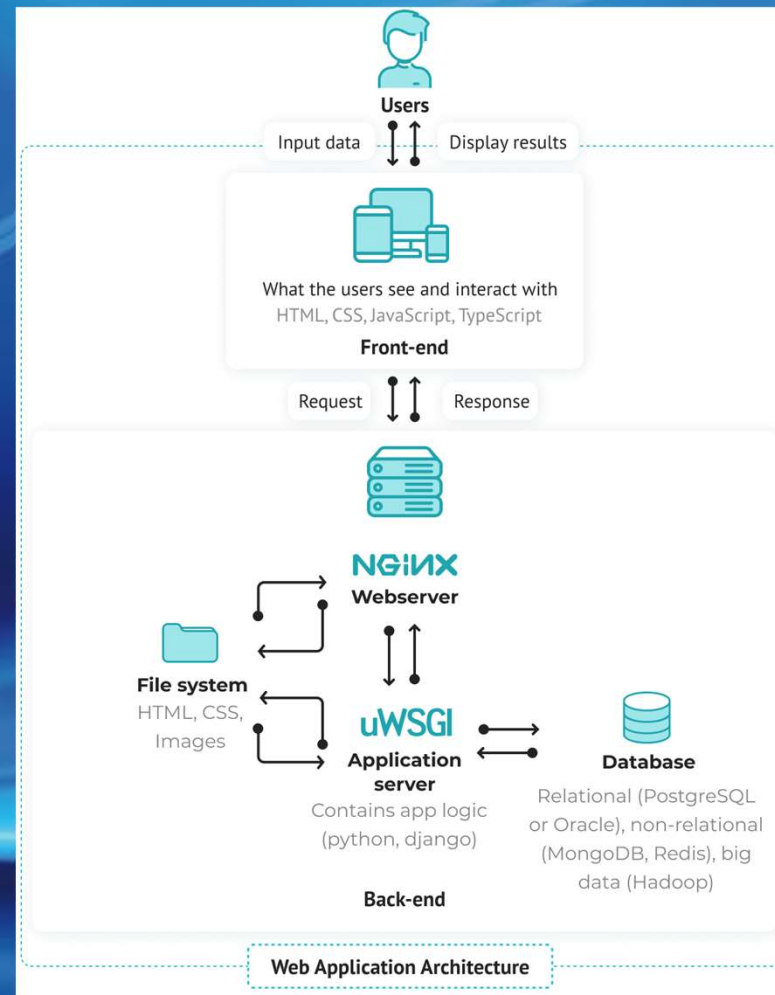 Users
Input data
Display results
What the users see and interact with
HTML, CSS, JavaScript, TypeScript
Front-end
Request
Response
NGINX
Webserver
File system
HTML, CSS,
Images
uWSGI
Application
server
Contains app logic
(python, django)
Database
Relational (PostgreSQL
or Oracle), non-relational
(MongoDB, Redis), big
data (Hadoop)
Back-end
Web Application Architecture